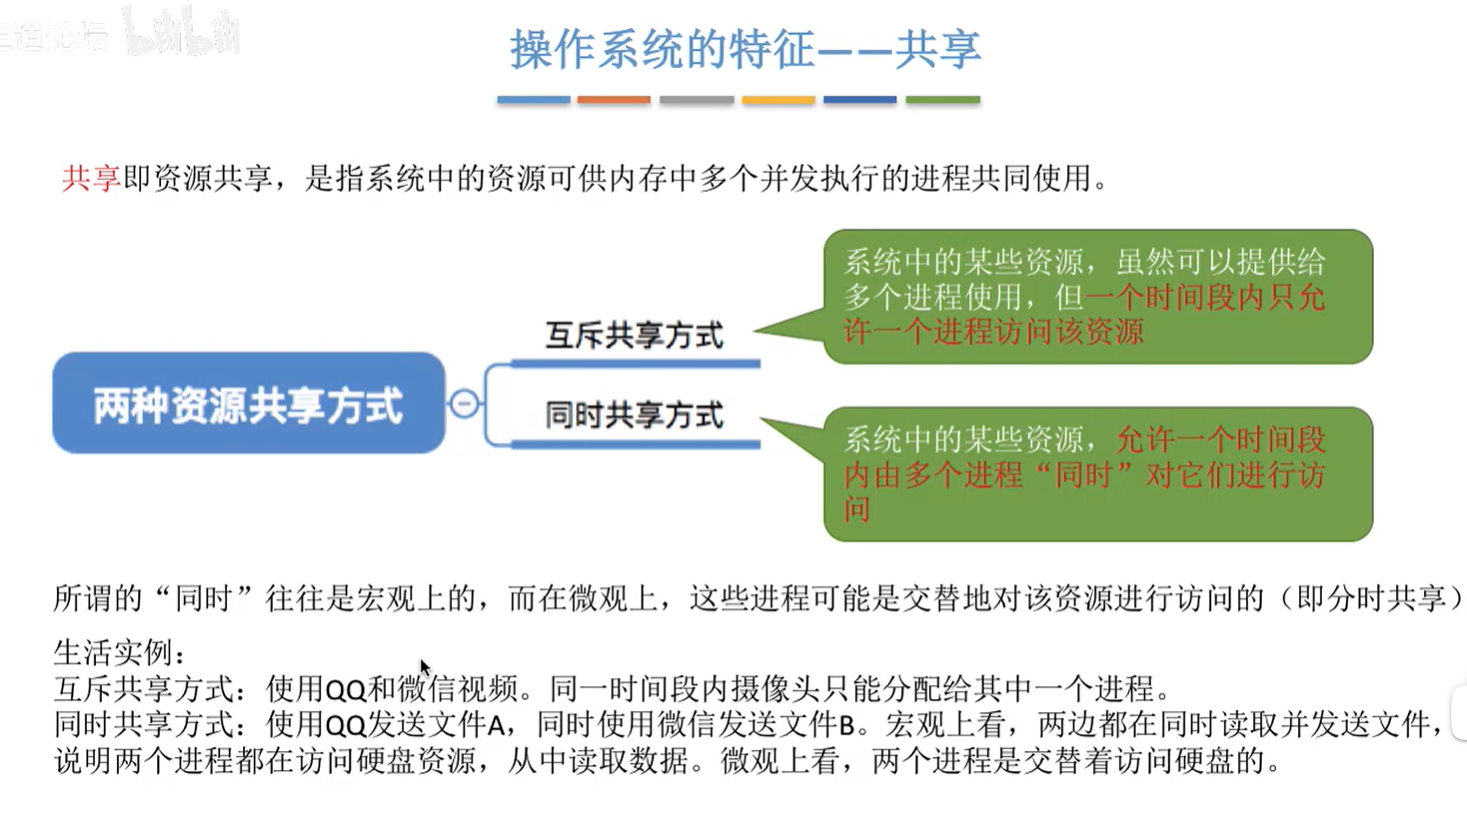 王道论坛 bilibili
操作系统的特征——共享
共享即资源共享，是指系统中的资源可供内存中多个并发执行的进程共同使用。
系统中的某些资源，虽然可以提供给
多个进程使用，但一个时间段内只允
许一个进程访问该资源
互斥共享方式
两种资源共享方式
同时共享方式
系统中的某些资源，允许一个时间段
内由多个进程“同时”对它们进行访
问
所谓的“同时”往往是宏观上的，而在微观上，这些进程可能是交替地对该资源进行访问的（即分时共享）
生活实例：
互斥共享方式：使用QQ和微信视频。同一时间段内摄像头只能分配给其中一个进程。
同时共享方式：使用QQ发送文件A，同时使用微信发送文件B。宏观上看，两边都在同时读取并发送文件，
说明两个进程都在访问硬盘资源，从中读取数据。微观上看，两个进程是交替着访问硬盘的。